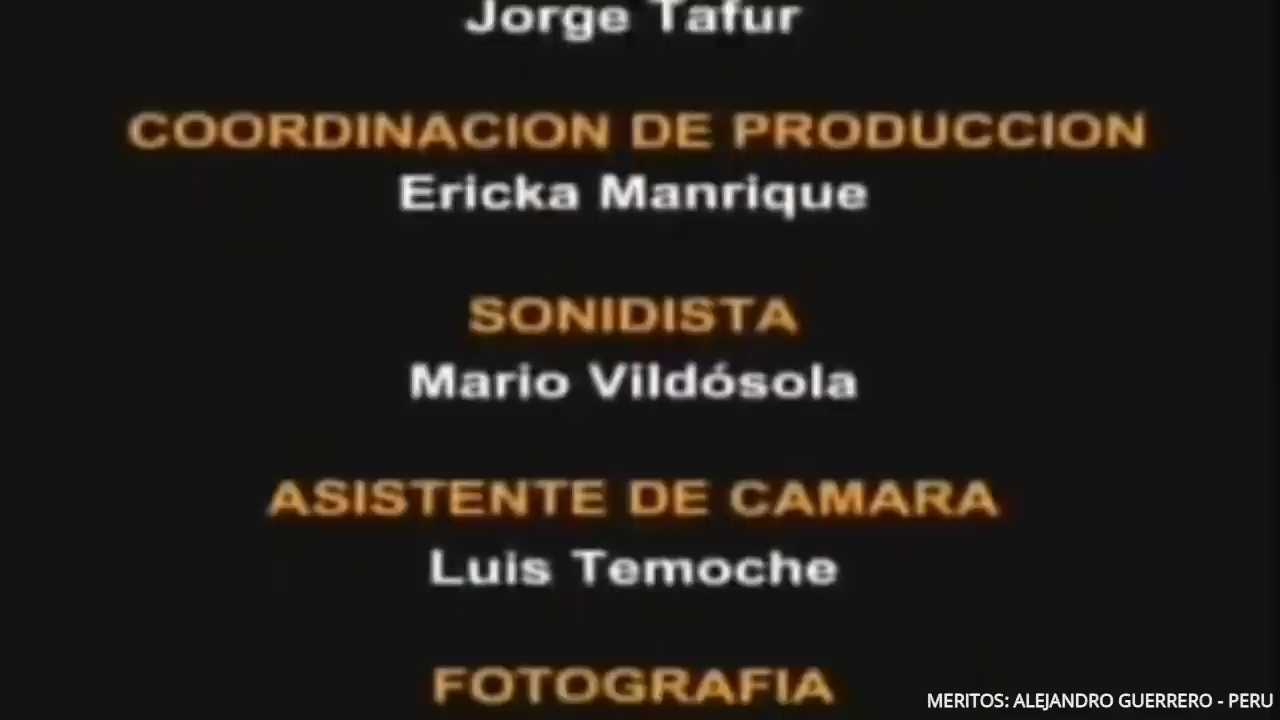 Jorge Tafur
COORDINACION DE PRODUCCION
Ericka Manrique
SONIDISTA
Mario Vildósola
ASISTENTE DE CAMARA
Luis Temoche
FOTOGRAFIA
MERITOS: ALEJANDRO GUERRERO - PERU